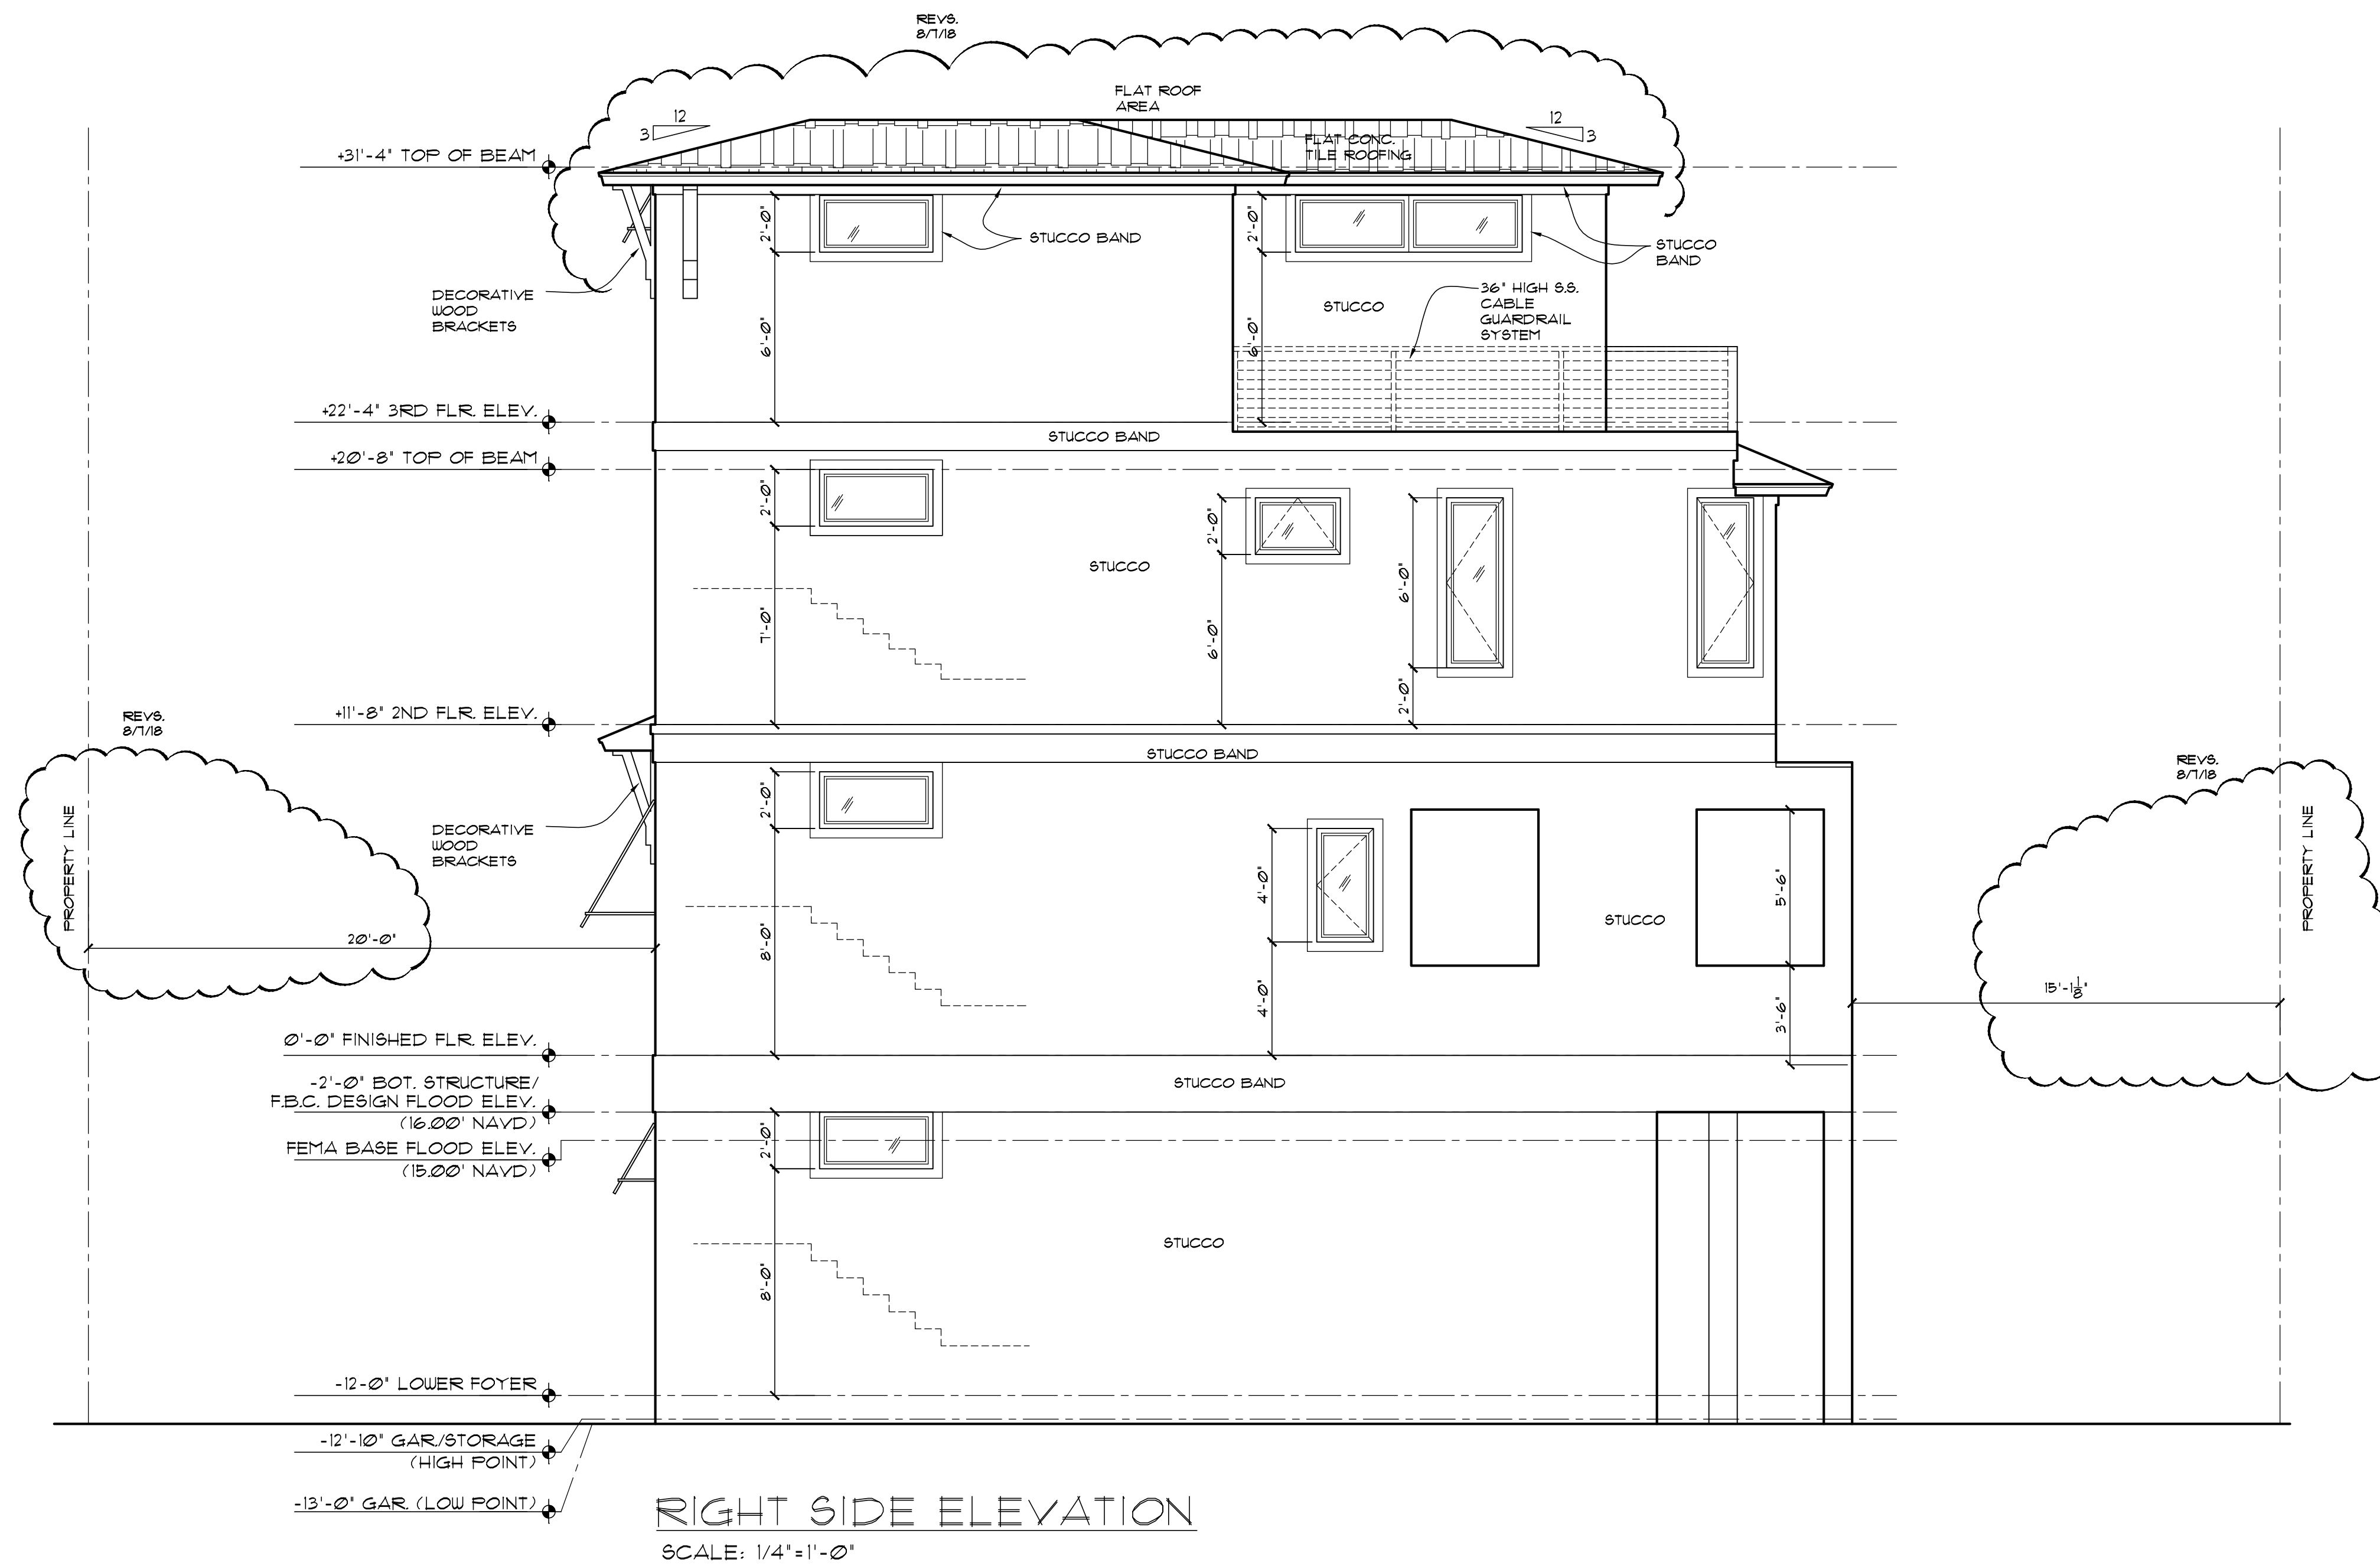 REVS.
8/7/18
FLAT ROOF
AREA
12
3
12
3
FLAT CONC.
TILE ROOFING
+31'-4" TOP OF BEAM
2'-0"
STUCCO BAND
2'-0"
STUCCO
BAND
DECORATIVE
WOOD
BRACKETS
6'-0"
STUCCO
6'-0"
36" HIGH S.S.
CABLE
GUARDRAIL
SYSTEM
+22'-4" 3RD FLR. ELEV.
STUCCO BAND
+20'-8" TOP OF BEAM
2'-0"
2'-0"
STUCCO
6'-0"
7'-0"
6'-0"
2'-0"
REVS.
8/7/18
+11'-8" 2ND FLR. ELEV.
STUCCO BAND
REVS.
8/7/18
2'-0"
PROPERTY LINE
DECORATIVE
WOOD
BRACKETS
4'-0"
5'-6"
PROPERTY LINE
STUCCO
20'-0"
8'-0"
4'-0"
3'-6"
15'-1 1/8"
0'-0" FINISHED FLR. ELEV.
-2'-0" BOT. STRUCTURE/
F.B.C. DESIGN FLOOD ELEV.
(16.00' NAVD)
STUCCO BAND
FEMA BASE FLOOD ELEV.
(15.00' NAVD)
2'-0"
STUCCO
8'-0"
-12-0" LOWER FOYER
-12'-10" GAR./STORAGE
(HIGH POINT)
-13'-0" GAR. (LOW POINT)
RIGHT SIDE ELEVATION
SCALE: 1/4"=1'-0"